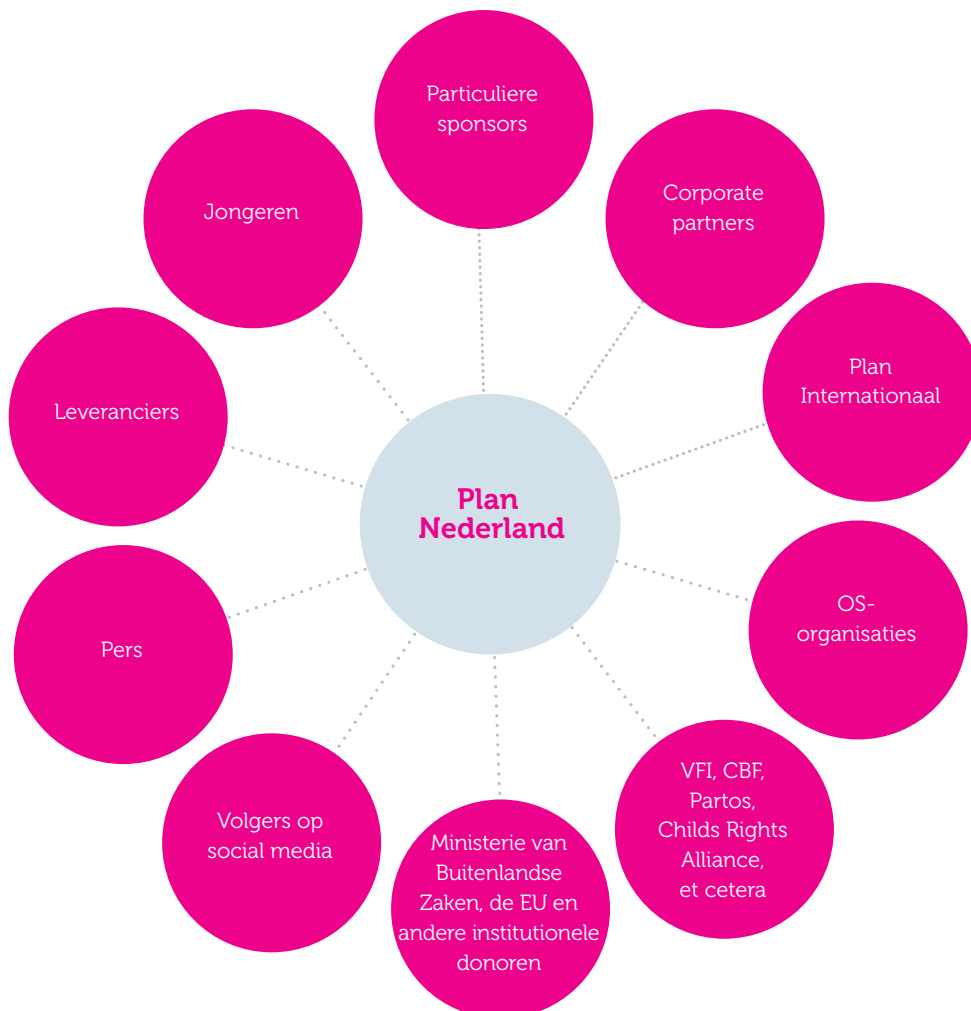 Particuliere
sponsors
Corporate
partners
Jongeren
Plan
Internationaal
Leveranciers
Plan
Nederland
OS-
organisaties
Pers
VFI, CBF,
Partos,
Childs Rights
Alliance,
et cetera
Volgers op
social media
Ministerie van
Buitenlandse
Zaken, de EU en
andere institutionele
donoren